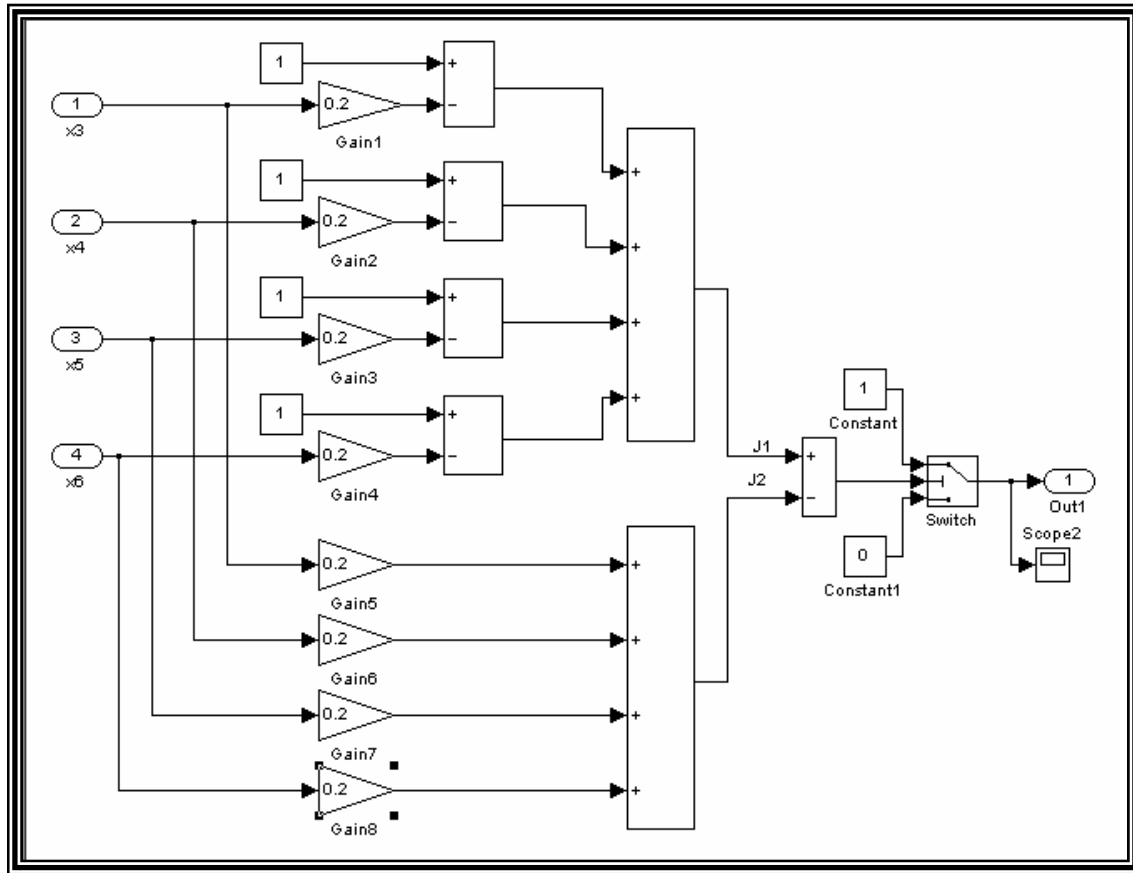 1
+
1
0.2
-
x3
Gain1
+
1
+
2
0.2
-
+
x4
Gain2
1
+
3
0.2
-
+
x5
Gain3
1
+
+
1
Constant
4
0.2
-
J1
+
x6
Gain4
J2
-
1
Out1
Switch
Scope2
0.2
+
0
Gain5
Constant1
0.2
+
Gain6
0.2
+
Gain7
0.2
+
Gain8